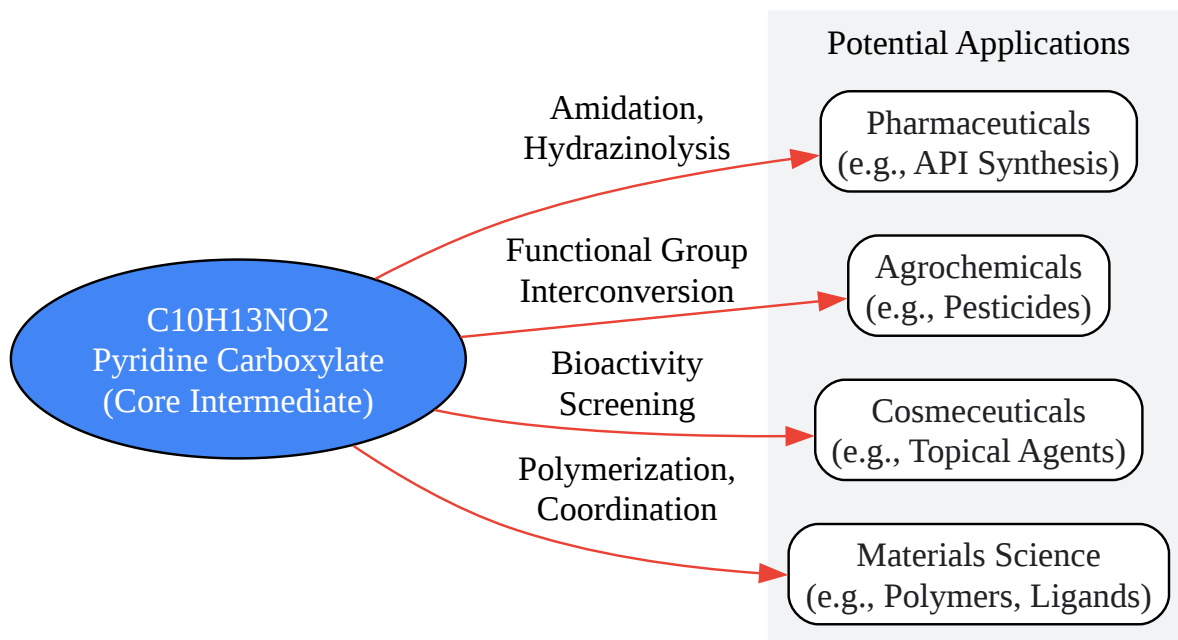 Potential Applications
Amidation,
Hydrazinolysis
Pharmaceuticals
(e.g., API Synthesis)
Functional Group
Interconversion
Agrochemicals
(e.g., Pesticides)
C10H13NO2
Pyridine Carboxylate
(Core Intermediate)
Bioactivity
Screening
Cosmeceuticals
(e.g., Topical Agents)
Polymerization,
Coordination
Materials Science
(e.g., Polymers, Ligands)